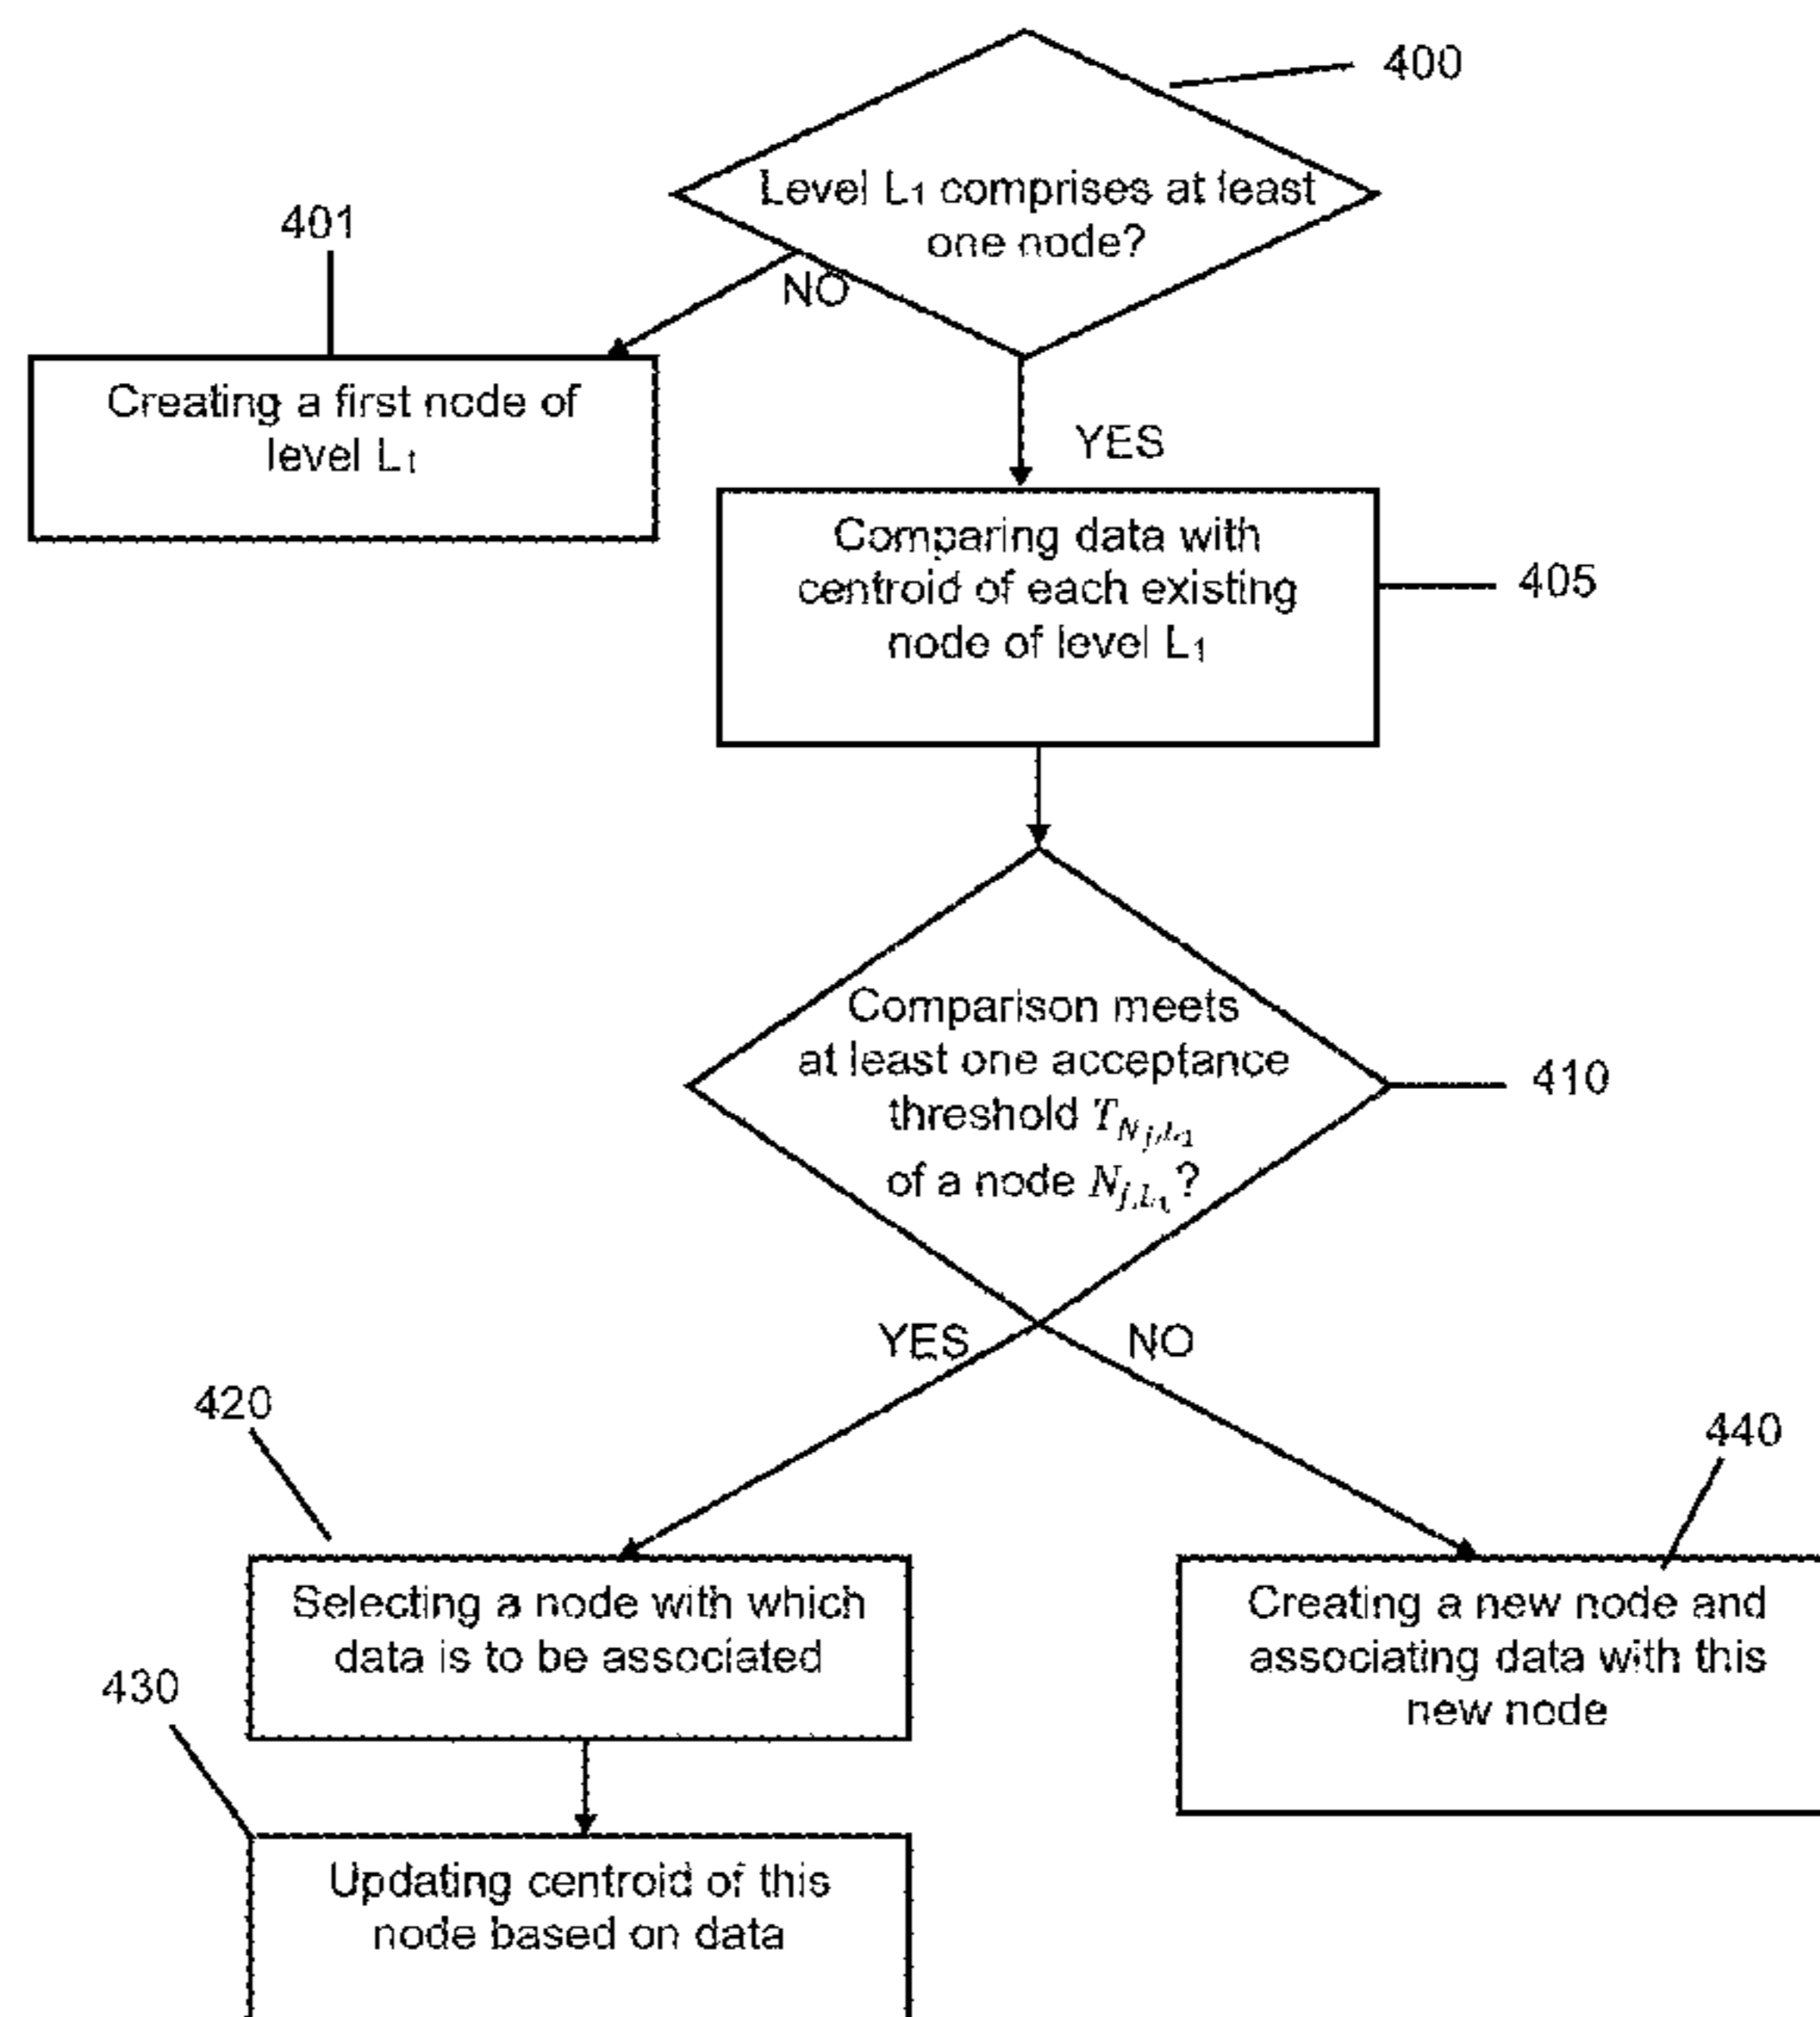 400
Level L₁ comprises at least
one node?
401
NO
Creating a first node of
level L₁
YES
Comparing data with
centroid of each existing
node of level L₁
405
Comparison meets
at least one acceptance
threshold T_{N_{j,L₁}}
of a node N_{j,L₁}?
410
YES
NO
420
440
Selecting a node with which
data is to be associated
Creating a new node and
associating data with this
new node
430
Updating centroid of this
node based on data